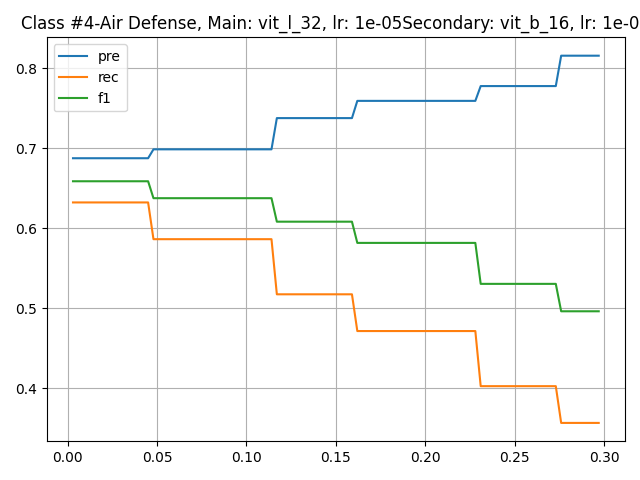 Class #4-Air Defense, Main: vit_l_32, lr: 1e-05Secondary: vit_b_16, lr: 1e-0
pre
rec
f1
0.8
0.7
0.6
0.5
0.4
0.00 0.05 0.10 0.15 0.20 0.25 0.30